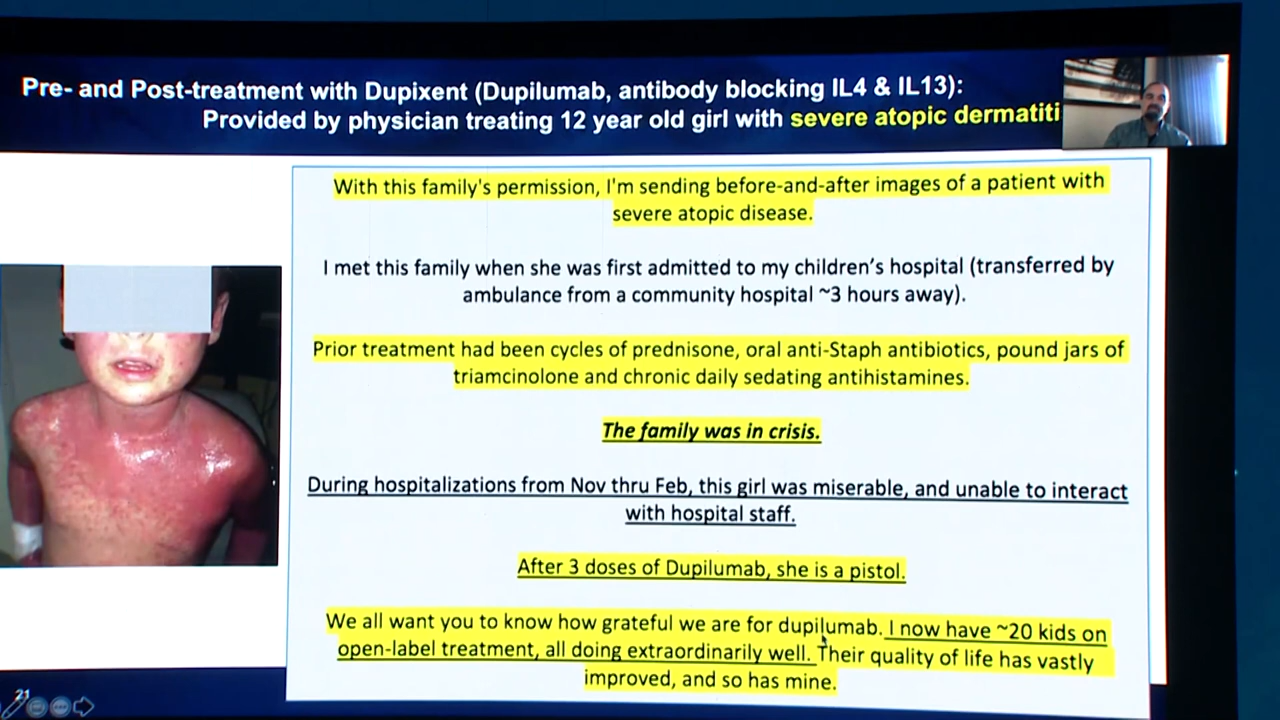 Pre- and Post-treatment with Dupixent (Dupilumab, antibody blocking IL4 & IL13):
Provided by physician treating 12 year old girl with severe atopic dermatiti
With this family's permission, I'm sending before-and-after images of a patient with
severe atopic disease.
I met this family when she was first admitted to my children's hospital (transferred by
ambulance from a community hospital ~3 hours away).
Prior treatment had been cycles of prednisone, oral anti-Staph antibiotics, pound jars of
triamcinolone and chronic daily sedating antihistamines.
The family was in crisis.
During hospitalizations from Nov thru Feb, this girl was miserable, and unable to interact
with hospital staff.
After 3 doses of Dupilumab, she is a pistol.
We all want you to know how grateful we are for dupilumab. I now have ~20 kids on
open-label treatment, all doing extraordinarily well. Their quality of life has vastly
improved, and so has mine.
21